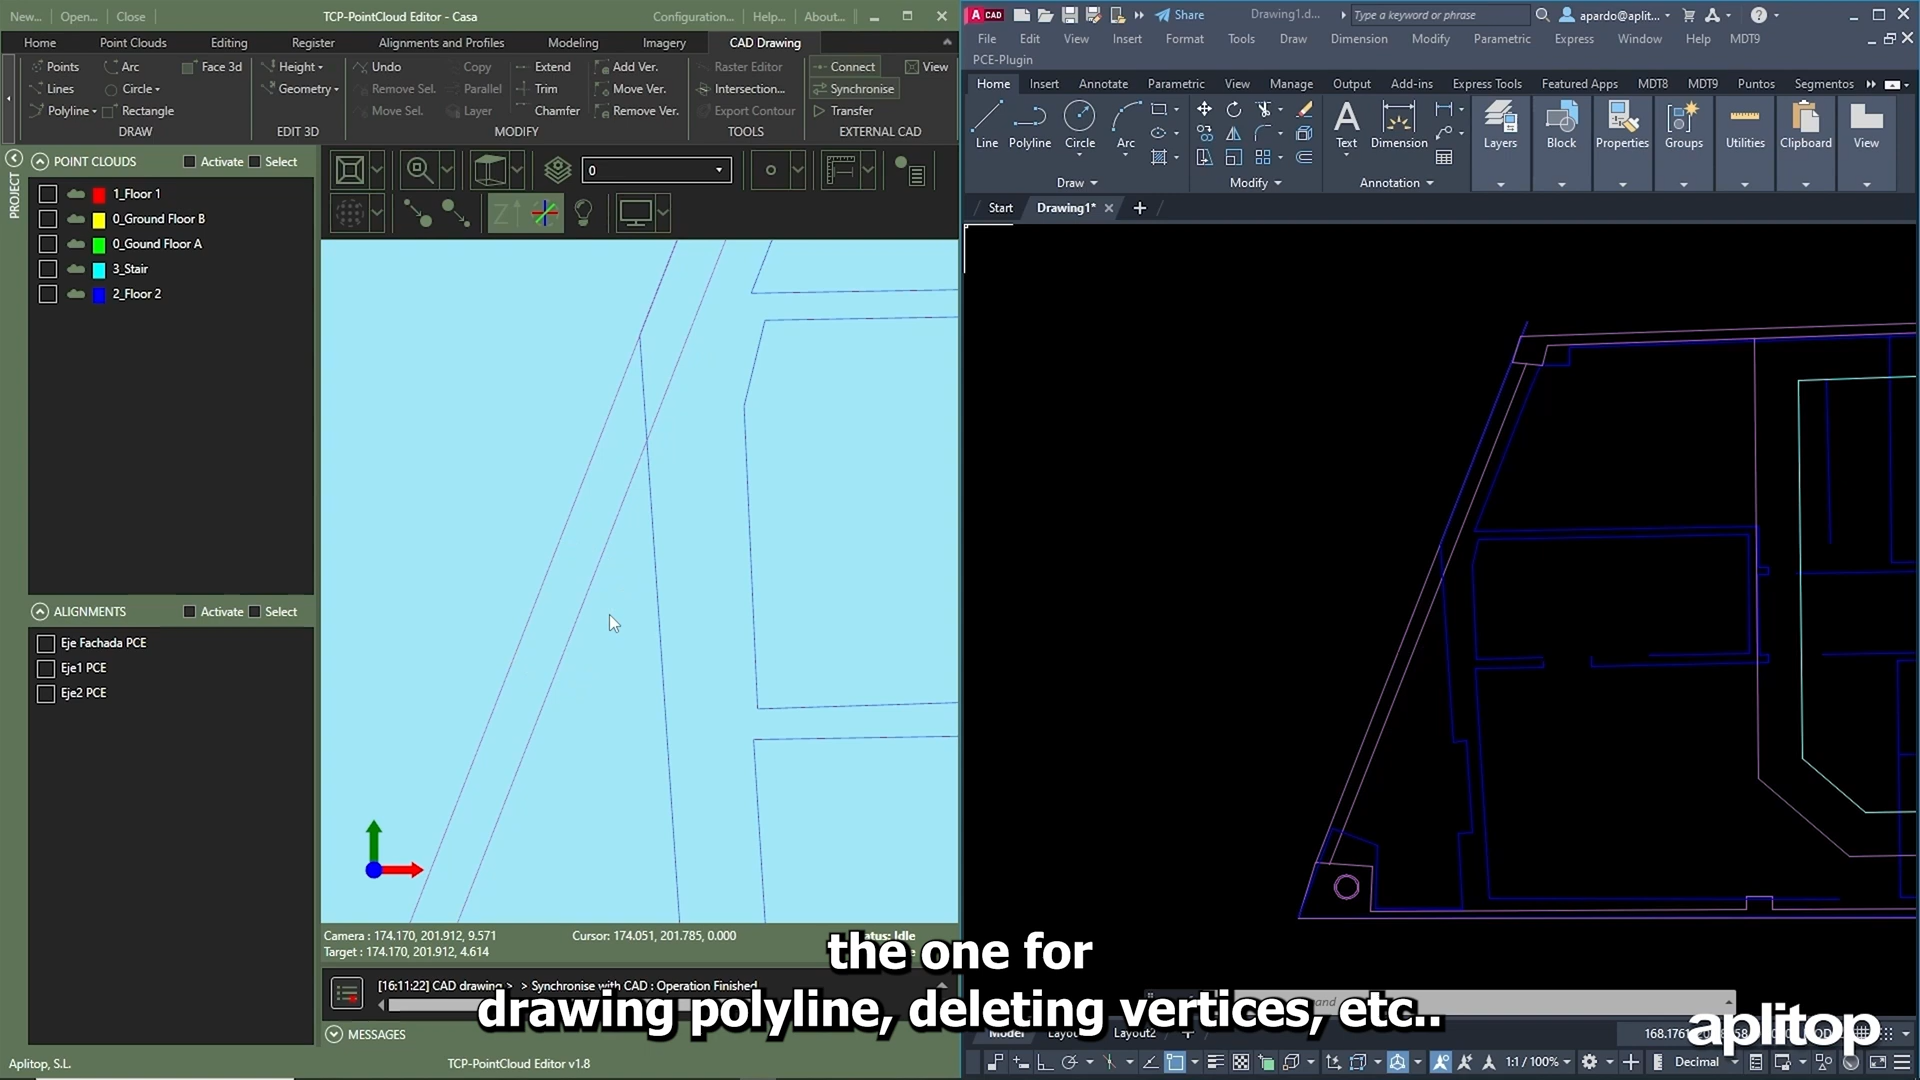 New... Open... Close TCP-PointCloud Editor - Casa Configuration... Help... About...
Home Point Clouds Editing Register Alignments and Profiles Modeling Imagery CAD Drawing
Points Arc Face 3d Height Undo Copy Extend Add Ver. Raster Editor Connect View
Lines Circle Geometry Remove Sel. Parallel Trim Move Ver. Intersection... Synchronise
Polyline Rectangle Move Sel. Layer Chamfer Remove Ver. Export Contour Transfer
DRAW EDIT 3D MODIFY TOOLS EXTERNAL CAD
PROJECT
POINT CLOUDS Activate Select
0
1_Floor 1
0_Ground Floor B
0_Gound Floor A
3_Stair
2_Floor 2
ALIGNMENTS Activate Select
Eje Fachada PCE
Eje1 PCE
Eje2 PCE
Camera : 174.170, 201.912, 9.571 Cursor: 174.051, 201.785, 0.000
Status: Idle
Target : 174.170, 201.912, 4.614
[16:11:22] CAD drawing > > Synchronise with CAD : Operation Finished
MESSAGES
Aplitop, S.L. TCP-PointCloud Editor v1.8
A CAD Share Drawing1.d... Type a keyword or phrase apardo@aplit...
File Edit View Insert Format Tools Draw Dimension Modify Parametric Express Window Help MDT9
PCE-Plugin
Home Insert Annotate Parametric View Manage Output Add-ins Express Tools Featured Apps MDT8 MDT9 Puntos Segmentos
Line Polyline Circle Arc Text Dimension Layers Block Properties Groups Utilities Clipboard View
Draw Modify Annotation
Start Drawing1*
Model Layout2
1:1 / 100% Decimal
the one for
drawing polyline, deleting vertices, etc..
aplitop